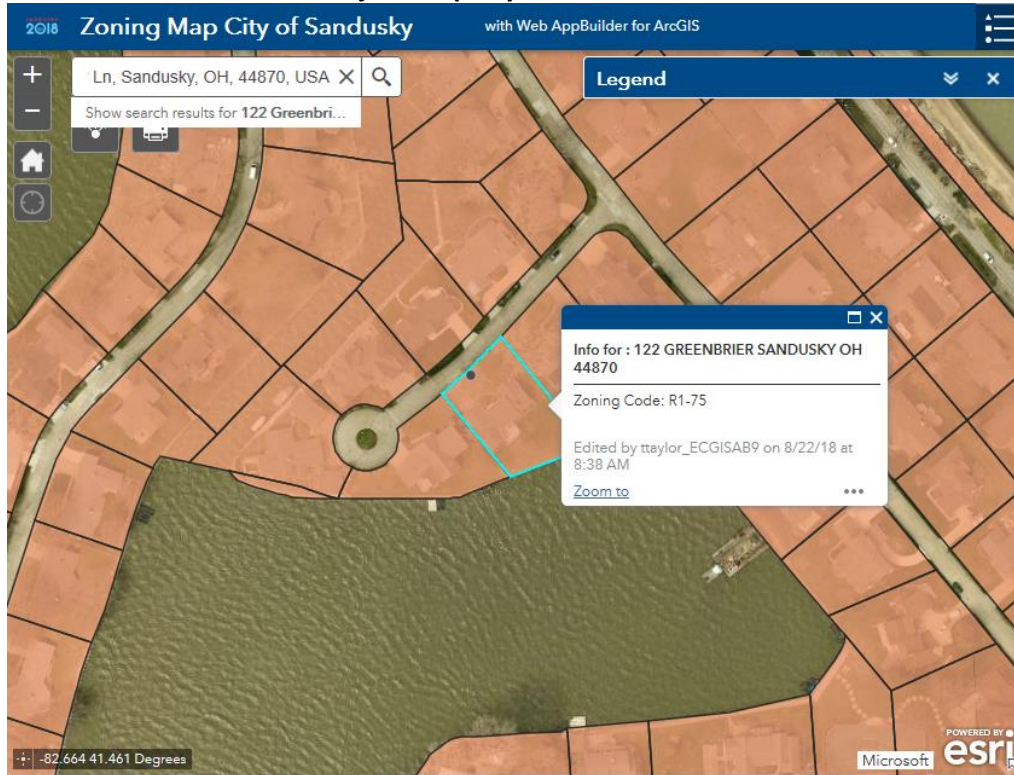 2018 Zoning Map City of Sandusky with Web AppBuilder for ArcGIS
Ln, Sandusky, OH, 44870, USA
Show search results for 122 Greenbri...
Legend
Info for : 122 GREENBRIER SANDUSKY OH
44870
Zoning Code: R1-75
Edited by ttaylor_ECGISAB9 on 8/22/18 at
8:38 AM
Zoom to
-82.664 41.461 Degrees
Microsoft
POWERED BY
esri